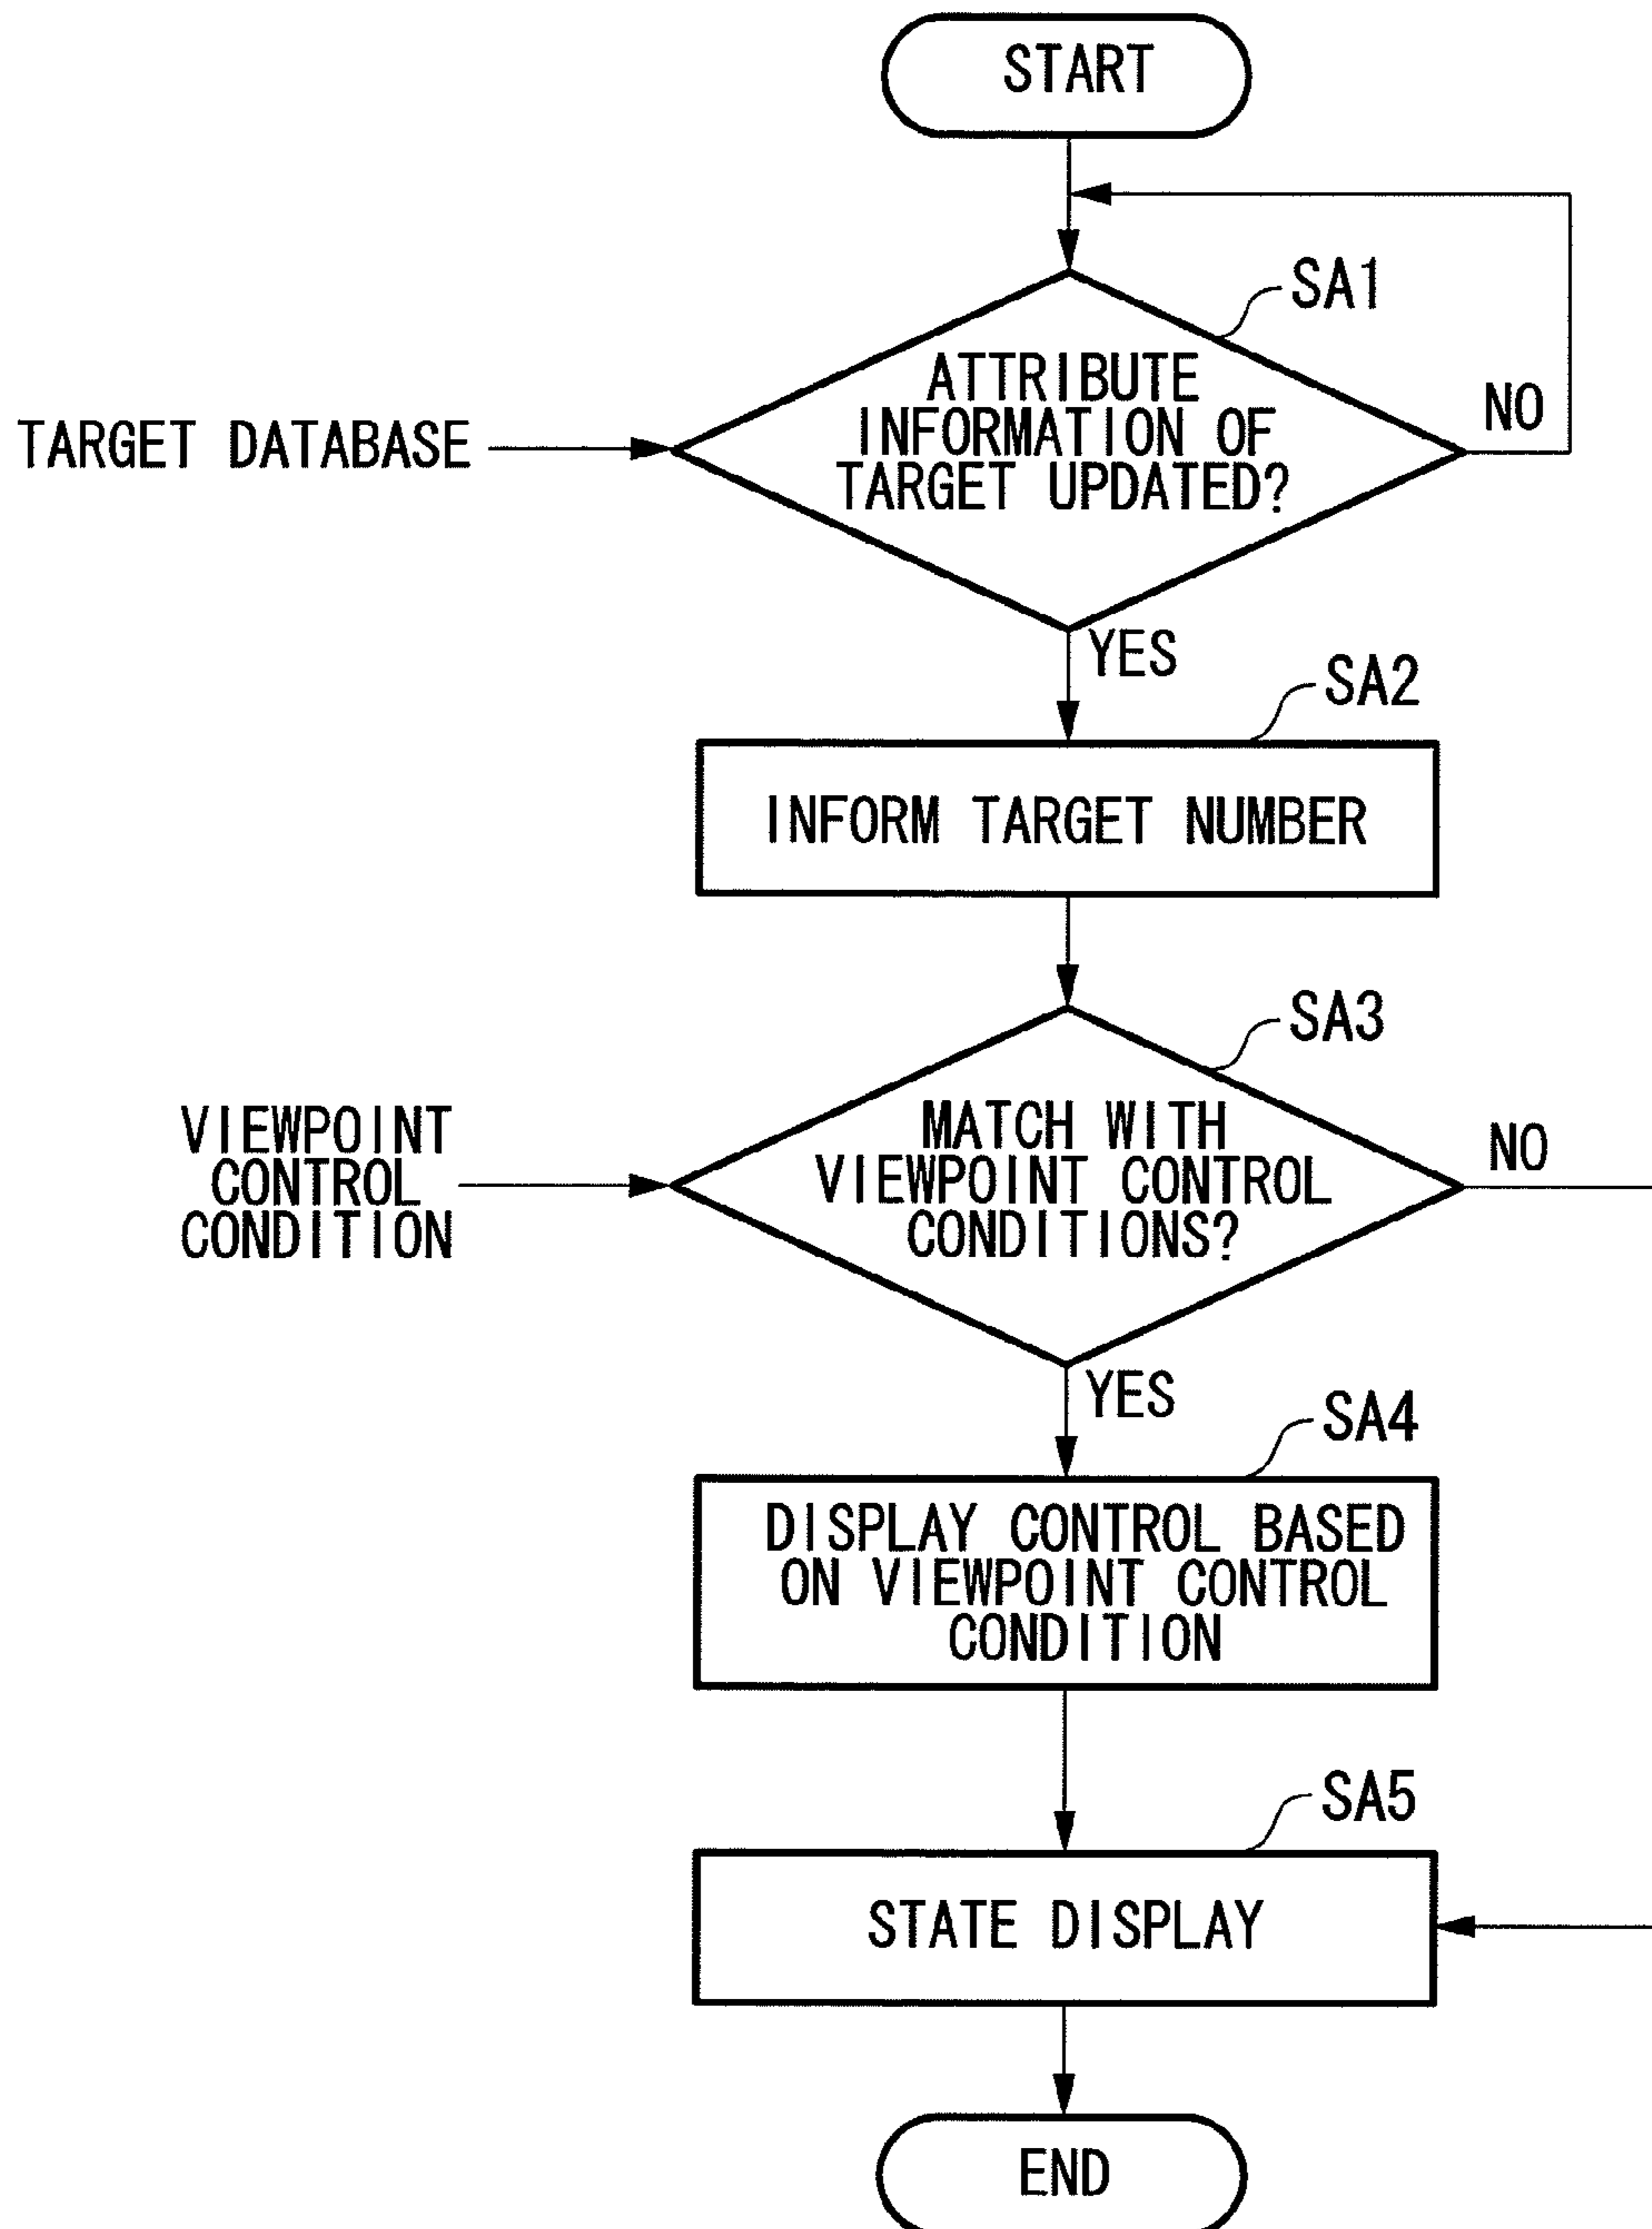 START
SA1
ATTRIBUTE
INFORMATION OF
TARGET UPDATED?
NO
TARGET DATABASE
YES
SA2
INFORM TARGET NUMBER
SA3
VIEWPOINT
CONTROL
CONDITION
MATCH WITH
VIEWPOINT CONTROL
CONDITIONS?
NO
YES
SA4
DISPLAY CONTROL BASED
ON VIEWPOINT CONTROL
CONDITION
SA5
STATE DISPLAY
END